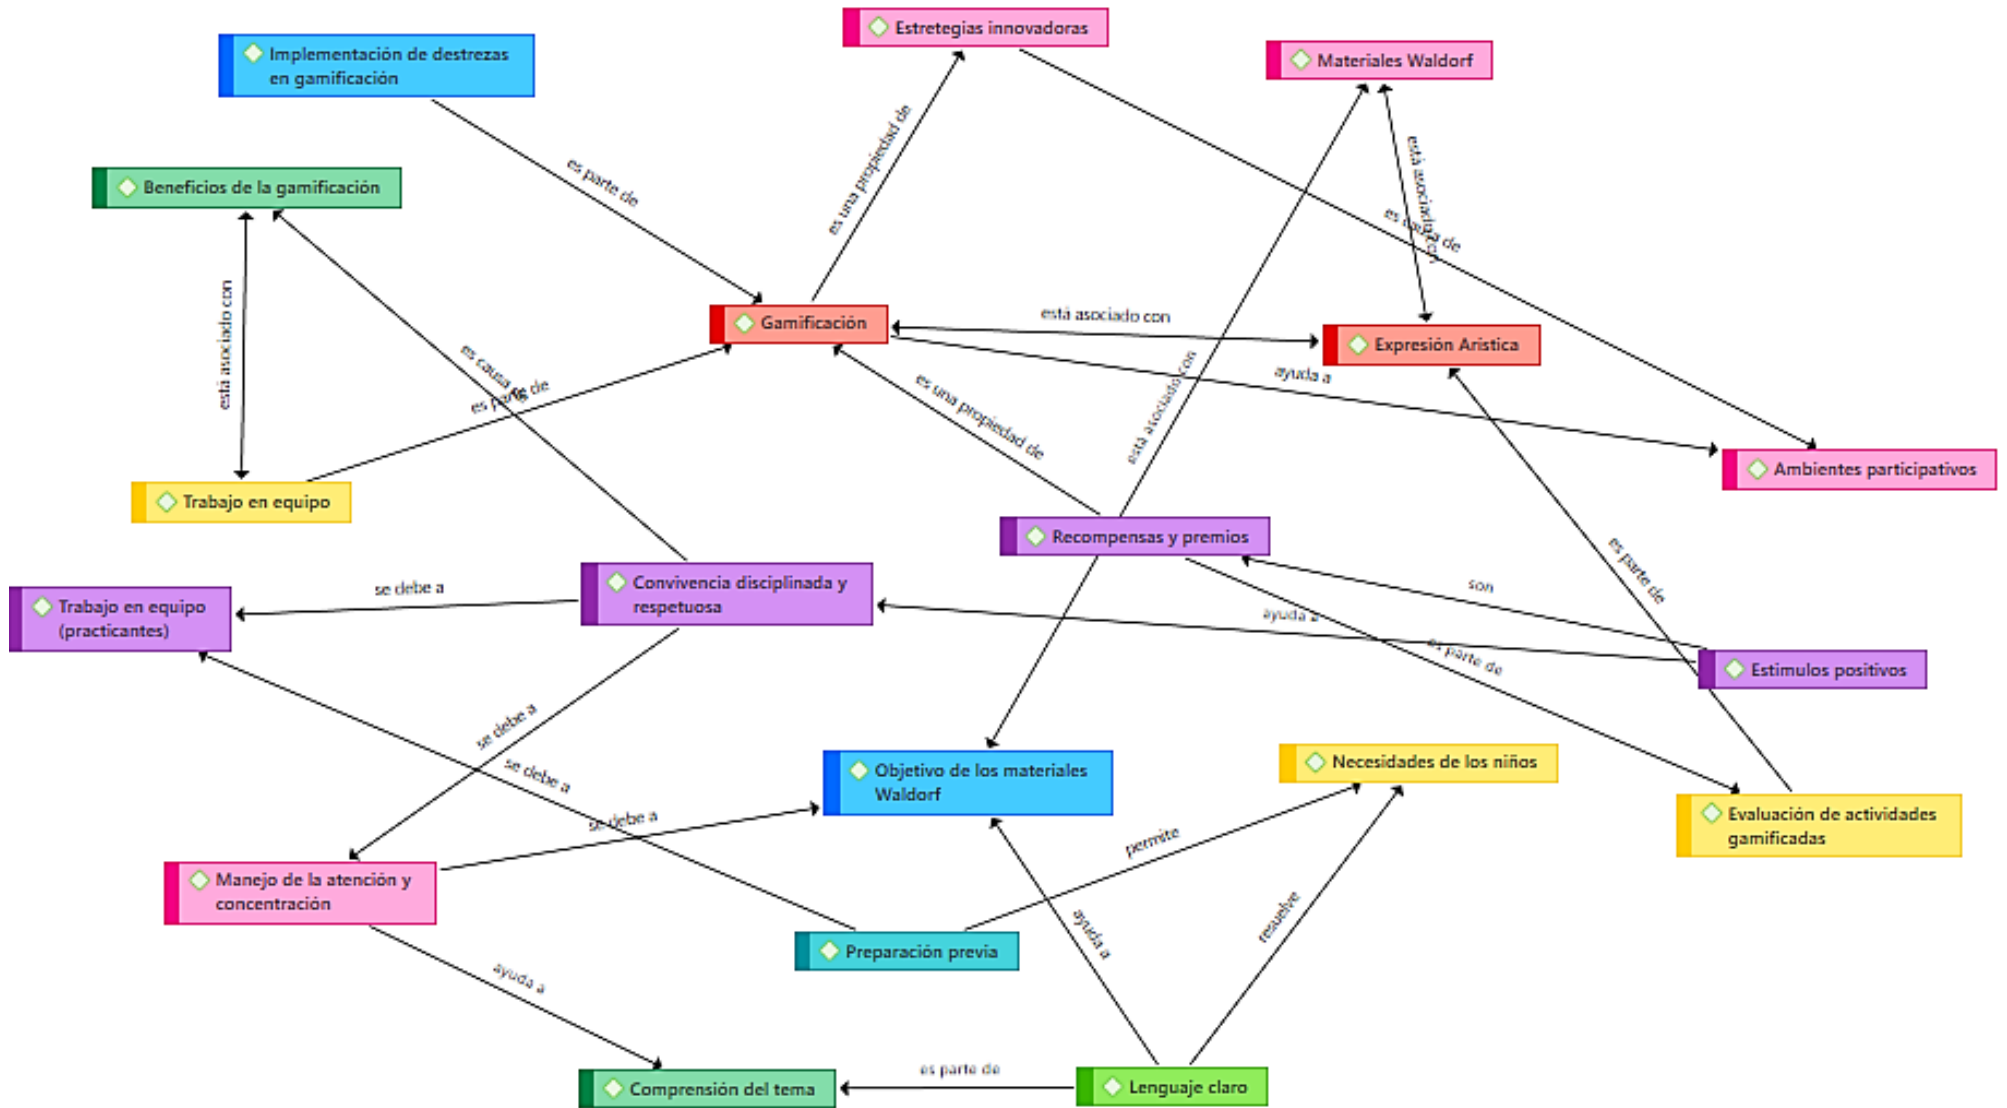 Estretegias innovadoras
Implementación de destrezas
en gamificación
Materiales Waldorf
es parte de
es una propiedad de
está asociado con
es causa de
Beneficios de la gamificación
está asociado con
Gamificación
está asociado con
Expresión Aristica
es causa de
es parte de
es una propiedad de
está asociado con
ayuda a
Ambientes participativos
Trabajo en equipo
Recompensas y premios
es parte de
son
Trabajo en equipo
(practicantes)
se debe a
Convivencia disciplinada y
respetuosa
ayuda a
es parte de
Estimulos positivos
se debe a
se debe a
se debe a
Objetivo de los materiales
Waldorf
Necesidades de los niños
Evaluación de actividades
gamificadas
permite
Manejo de la atención y
concentración
ayuda a
resuelve
Preparación previa
ayuda a
Comprensión del tema
es parte de
Lenguaje claro